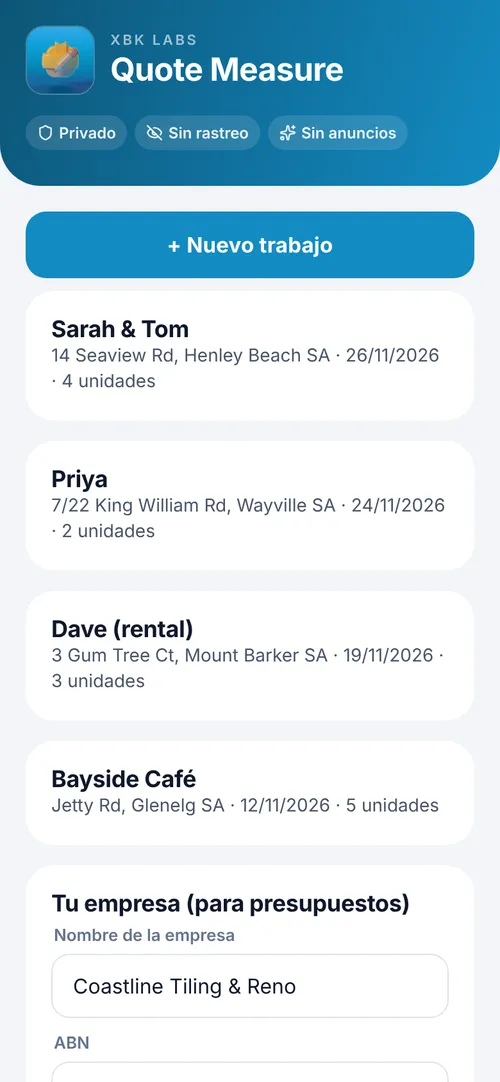 XBK LABS
Quote Measure
Privado
Sin rastreo
Sin anuncios
+ Nuevo trabajo
Sarah & Tom
14 Seaview Rd, Henley Beach SA · 26/11/2026
· 4 unidades
Priya
7/22 King William Rd, Wayville SA · 24/11/2026
· 2 unidades
Dave (rental)
3 Gum Tree Ct, Mount Barker SA · 19/11/2026 ·
3 unidades
Bayside Café
Jetty Rd, Glenelg SA · 12/11/2026 · 5 unidades
Tu empresa (para presupuestos)
Nombre de la empresa
Coastline Tiling & Reno
ABN